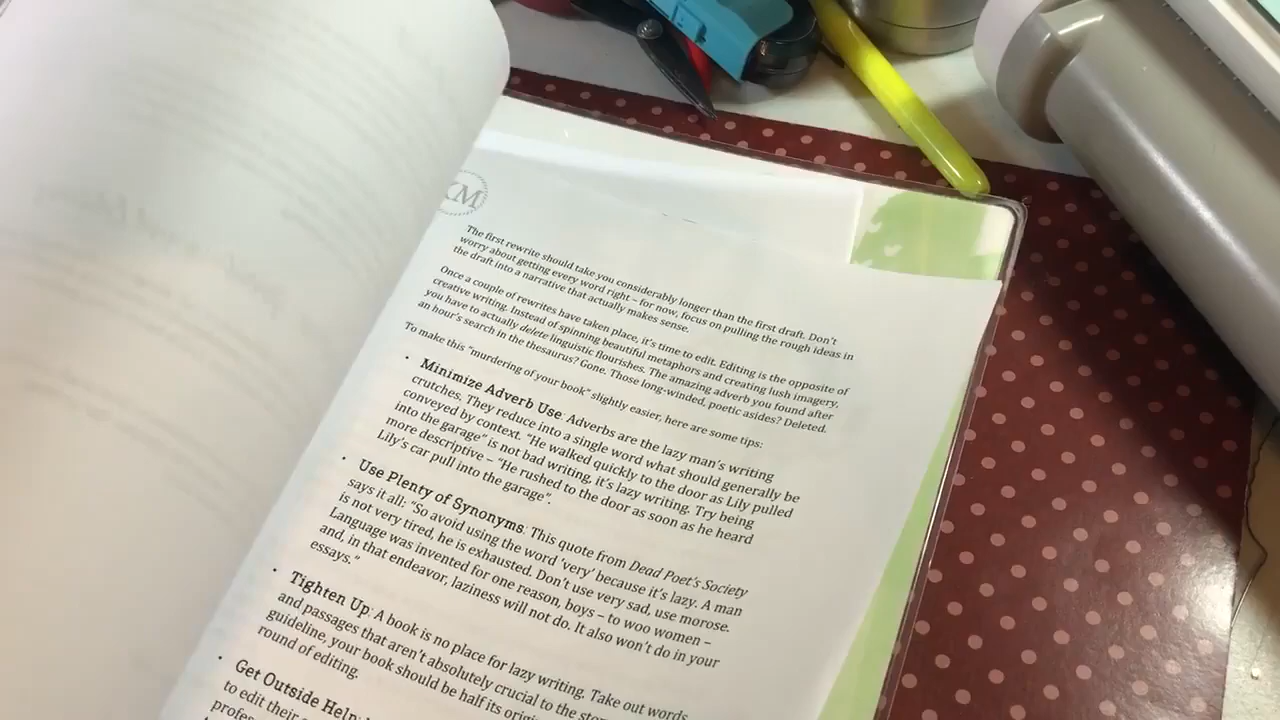 KM
The first rewrite should take you considerably longer than the first draft. Don't
worry about getting every word right – for now, focus on pulling the rough ideas in
the draft into a narrative that actually makes sense.
Once a couple of rewrites have taken place, it's time to edit. Editing is the opposite of
creative writing. Instead of spinning beautiful metaphors and creating lush imagery,
you have to actually delete linguistic flourishes. The amazing adverb you found after
an hour's search in the thesaurus? Gone. Those long-winded, poetic asides? Deleted.
To make this "murdering of your book" slightly easier, here are some tips:
• Minimize Adverb Use: Adverbs are the lazy man's writing
crutches. They reduce into a single word what should generally be
conveyed by context. "He walked quickly to the door as Lily pulled
into the garage" is not bad writing, it's lazy writing. Try being
more descriptive – "He rushed to the door as soon as he heard
Lily's car pull into the garage".
• Use Plenty of Synonyms: This quote from Dead Poet's Society
says it all: "So avoid using the word 'very' because it's lazy. A man
is not very tired, he is exhausted. Don't use very sad, use morose.
Language was invented for one reason, boys – to woo women –
and, in that endeavor, laziness will not do. It also won't do in your
essays."
• Tighten Up: A book is no place for lazy writing. Take out words
and passages that aren't absolutely crucial to the
guideline, your book should be half its
round of editing.
• Get Outside Help:
to edit their